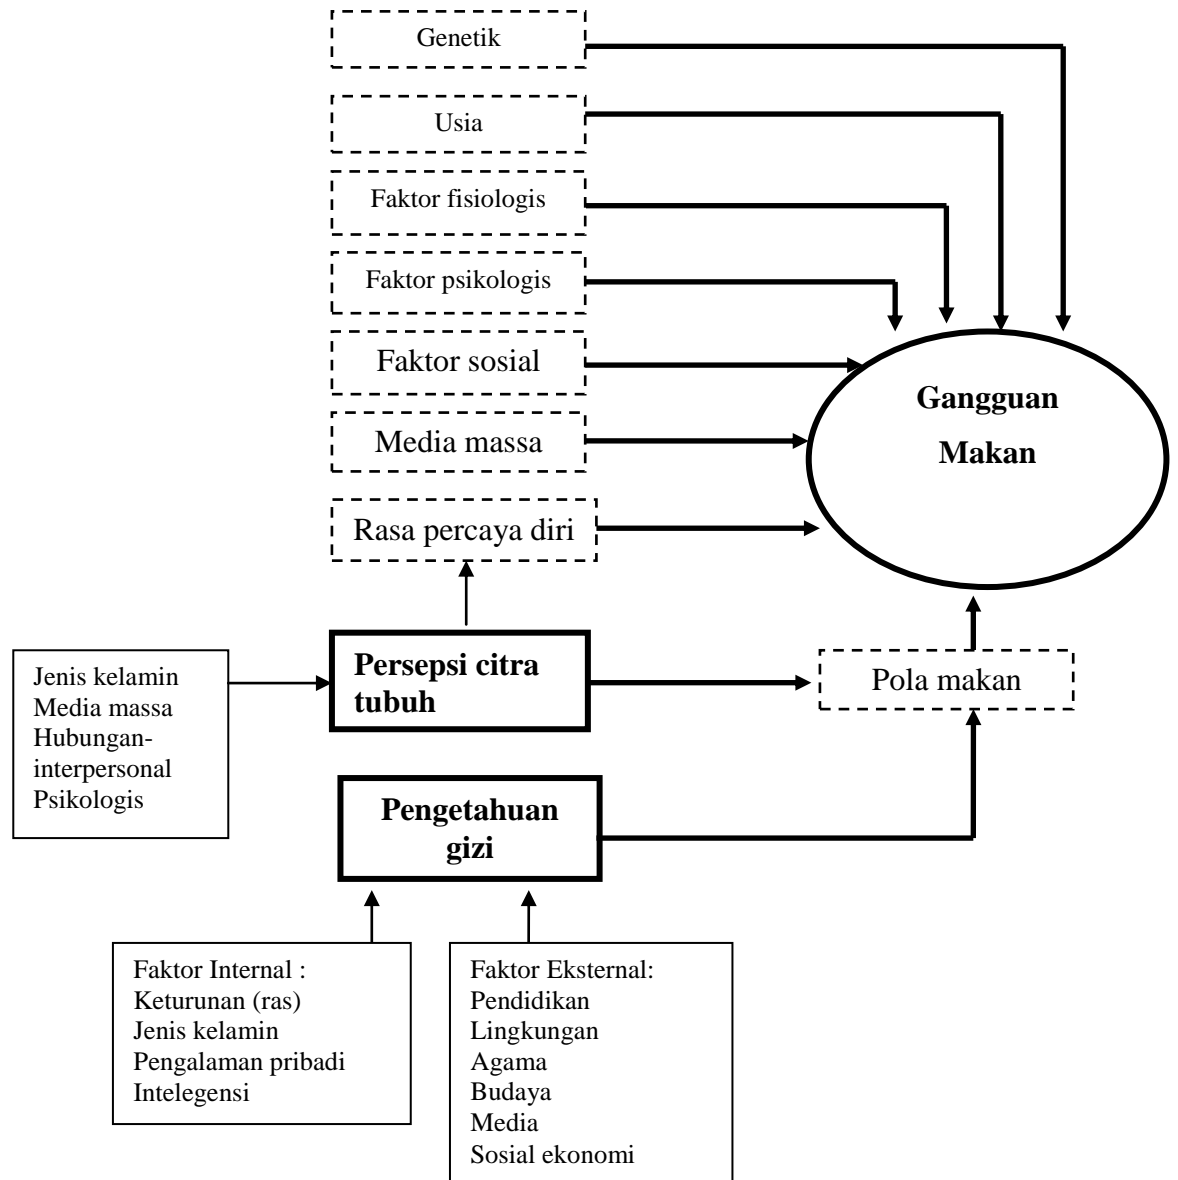 Genetik
Usia
Faktor fisiologis
Faktor psikologis
Faktor sosial
Media massa
Rasa percaya diri
Gangguan
Makan
Jenis kelamin
Media massa
Hubungan-
interpersonal
Psikologis
Persepsi citra
tubuh
Pola makan
Pengetahuan
gizi
Faktor Internal :
Keturunan (ras)
Jenis kelamin
Pengalaman pribadi
Intelegensi
Faktor Eksternal:
Pendidikan
Lingkungan
Agama
Budaya
Media
Sosial ekonomi